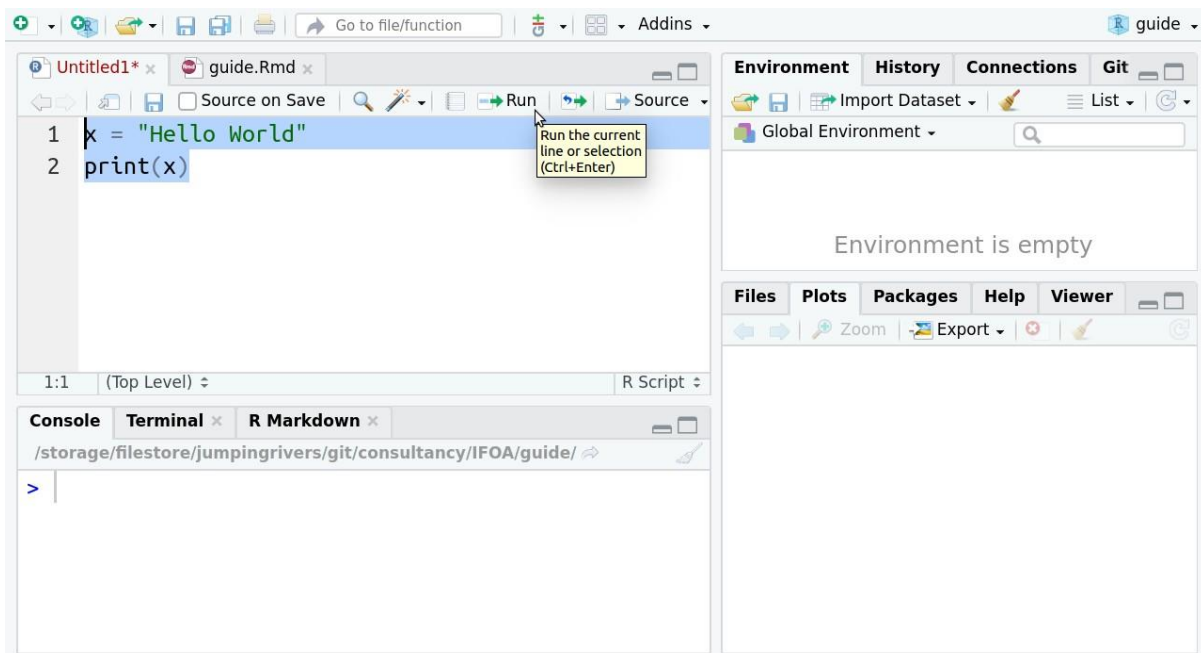 Go to file/function Addins guide
Untitled1* guide.Rmd
Source on Save Run Source
1 x = "Hello World"
2 print(x)
Run the current
line or selection
(Ctrl+Enter)
1:1 (Top Level) R Script
Console Terminal R Markdown
/storage/filestore/jumpingrivers/git/consultancy/IFOA/guide/
>
Environment History Connections Git
Import Dataset List
Global Environment
Environment is empty
Files Plots Packages Help Viewer
Zoom Export